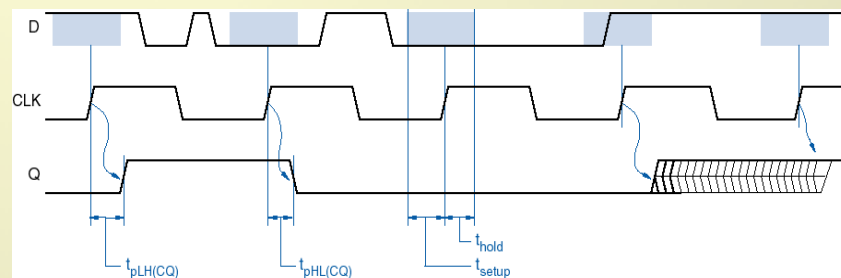 D
CLK
Q
thold
tpLH(CQ)
tpHL(CQ)
tsetup